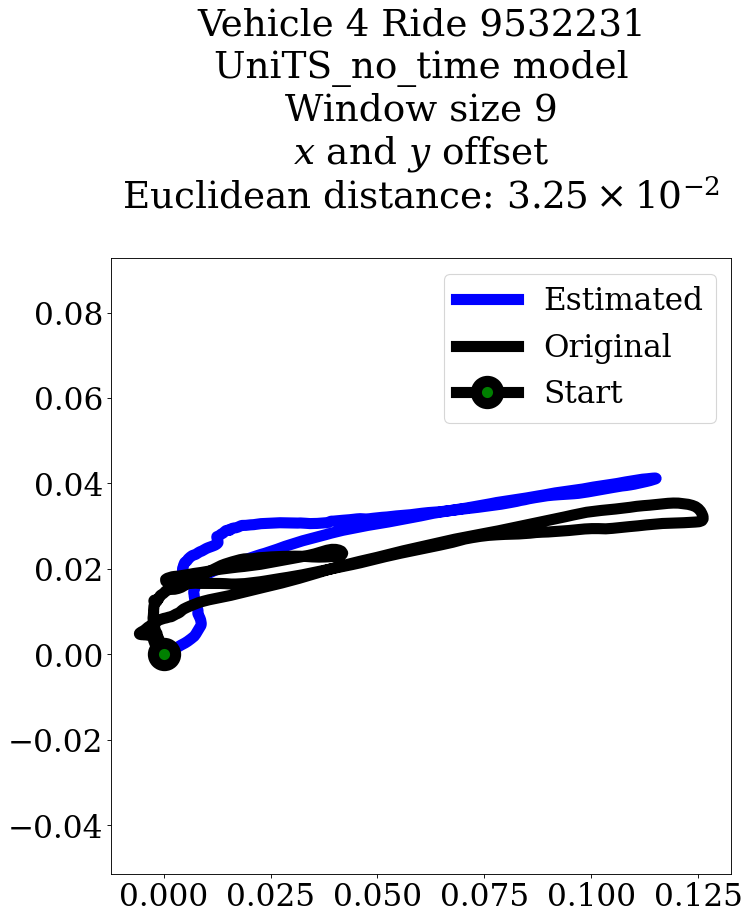 Vehicle 4 Ride 9532231
UniTS_no_time model
Window size 9
x and y offset
Euclidean distance: 3.25 × 10⁻²
Estimated
Original
Start
0.08
0.06
0.04
0.02
0.00
−0.02
−0.04
0.000 0.025 0.050 0.075 0.100 0.125